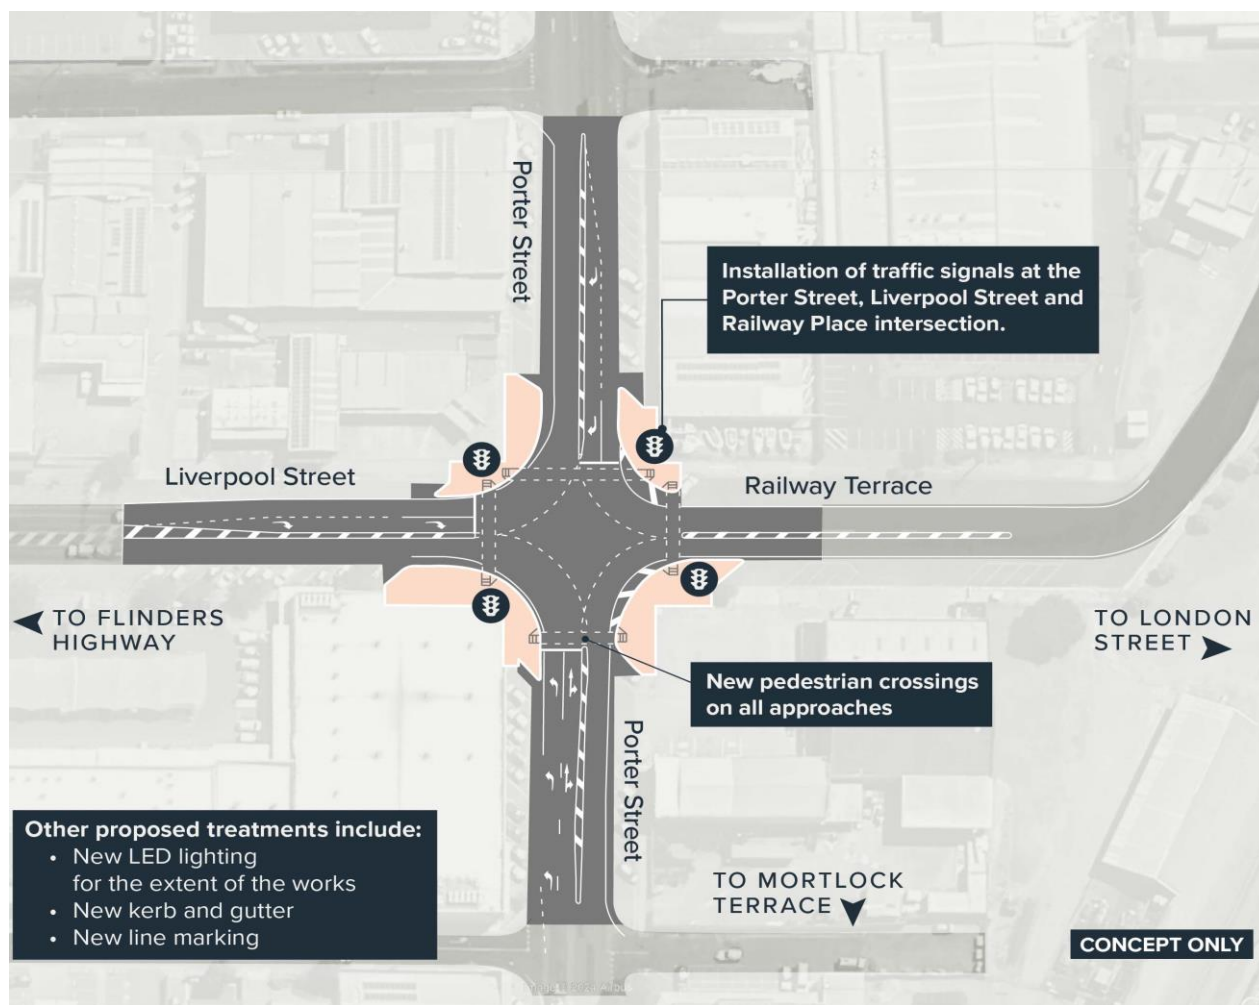 Porter Street
Installation of traffic signals at the
Porter Street, Liverpool Street and
Railway Place intersection.
Liverpool Street
Railway Terrace
TO FLINDERS
HIGHWAY
TO LONDON
STREET
New pedestrian crossings
on all approaches
Porter Street
Other proposed treatments include:
• New LED lighting
for the extent of the works
• New kerb and gutter
• New line marking
TO MORTLOCK
TERRACE
CONCEPT ONLY